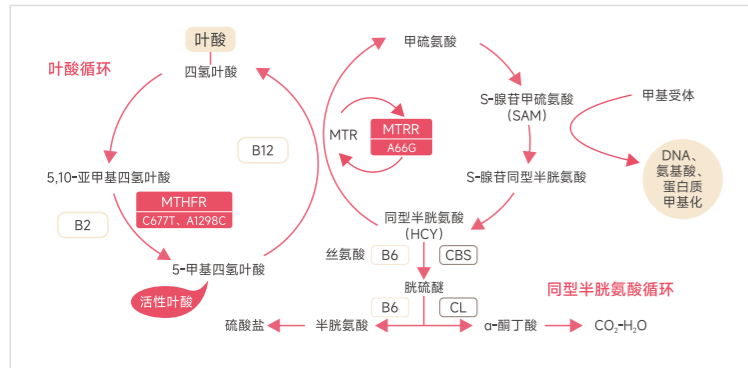 叶酸
叶酸循环
四氢叶酸
5,10-亚甲基四氢叶酸
B2
MTHFR
C677T、A1298C
B12
5-甲基四氢叶酸
活性叶酸
甲硫氨酸
MTR
MTRR
A66G
S-腺苷甲硫氨酸
(SAM)
甲基受体
S-腺苷同型半胱氨酸
DNA、
氨基酸、
蛋白质
甲基化
同型半胱氨酸
(HCY)
丝氨酸
B6
CBS
胱硫醚
同型半胱氨酸循环
B6
CL
硫酸盐
半胱氨酸
α-酮丁酸
CO₂-H₂O